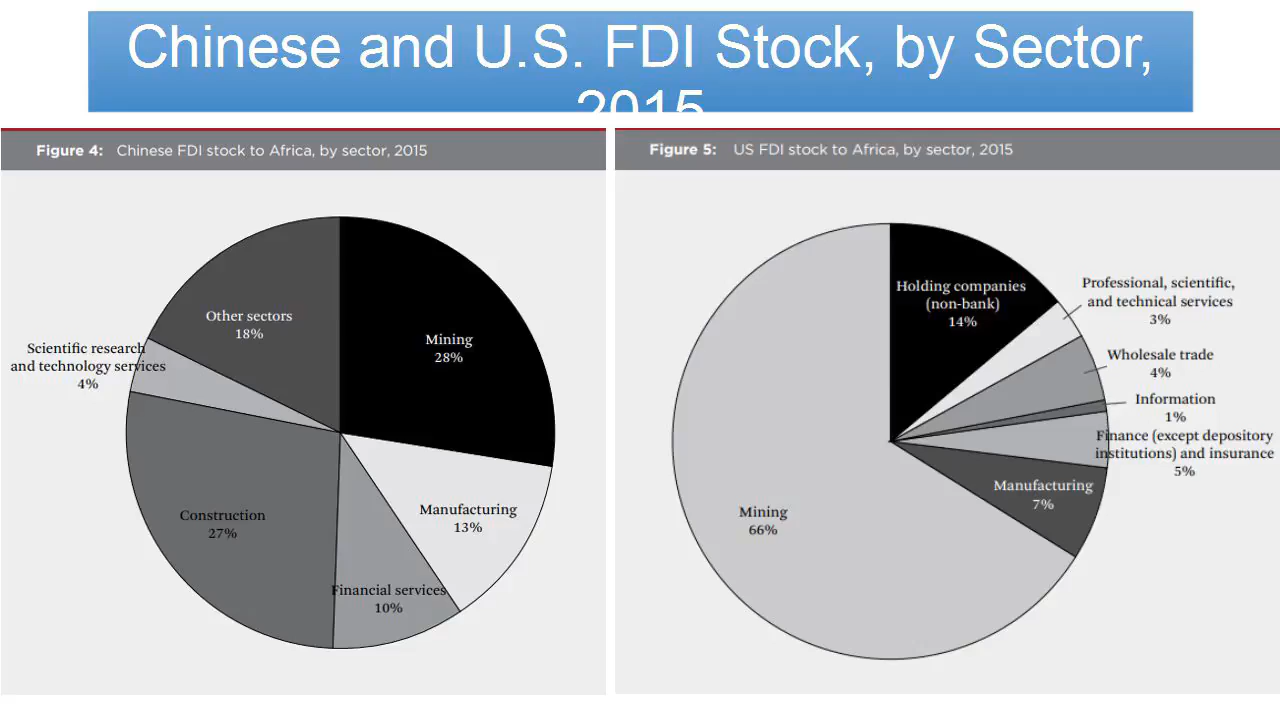 Chinese and U.S. FDI Stock, by Sector,
2015
Figure 4: Chinese FDI stock to Africa, by sector, 2015
Other sectors
18%
Mining
28%
Scientific research
and technology services
4%
Construction
27%
Manufacturing
13%
Financial services
10%
Figure 5: US FDI stock to Africa, by sector, 2015
Holding companies
(non-bank)
14%
Professional, scientific,
and technical services
3%
Wholesale trade
4%
Information
1%
Finance (except depository
institutions) and insurance
5%
Manufacturing
7%
Mining
66%